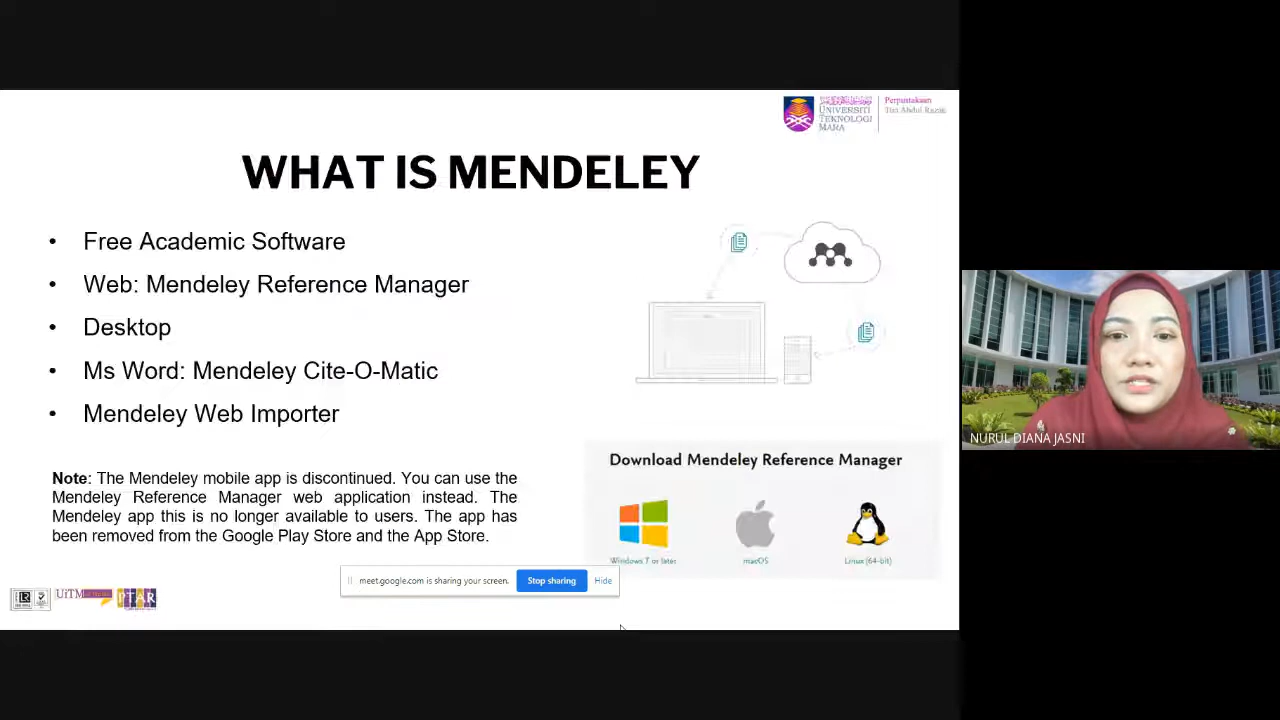 UNIVERSITI
TEKNOLOGI
MARA
Perpustakaan
Tun Abdul Razak
WHAT IS MENDELEY
• Free Academic Software
• Web: Mendeley Reference Manager
• Desktop
• Ms Word: Mendeley Cite-O-Matic
• Mendeley Web Importer
Note: The Mendeley mobile app is discontinued. You can use the
Mendeley Reference Manager web application instead. The
Mendeley app this is no longer available to users. The app has
been removed from the Google Play Store and the App Store.
Download Mendeley Reference Manager
Windows 7 or later
macOS
Linux (64-bit)
meet.google.com is sharing your screen.
Stop sharing
Hide
UiTM
PTAR
NURUL DIANA JASNI